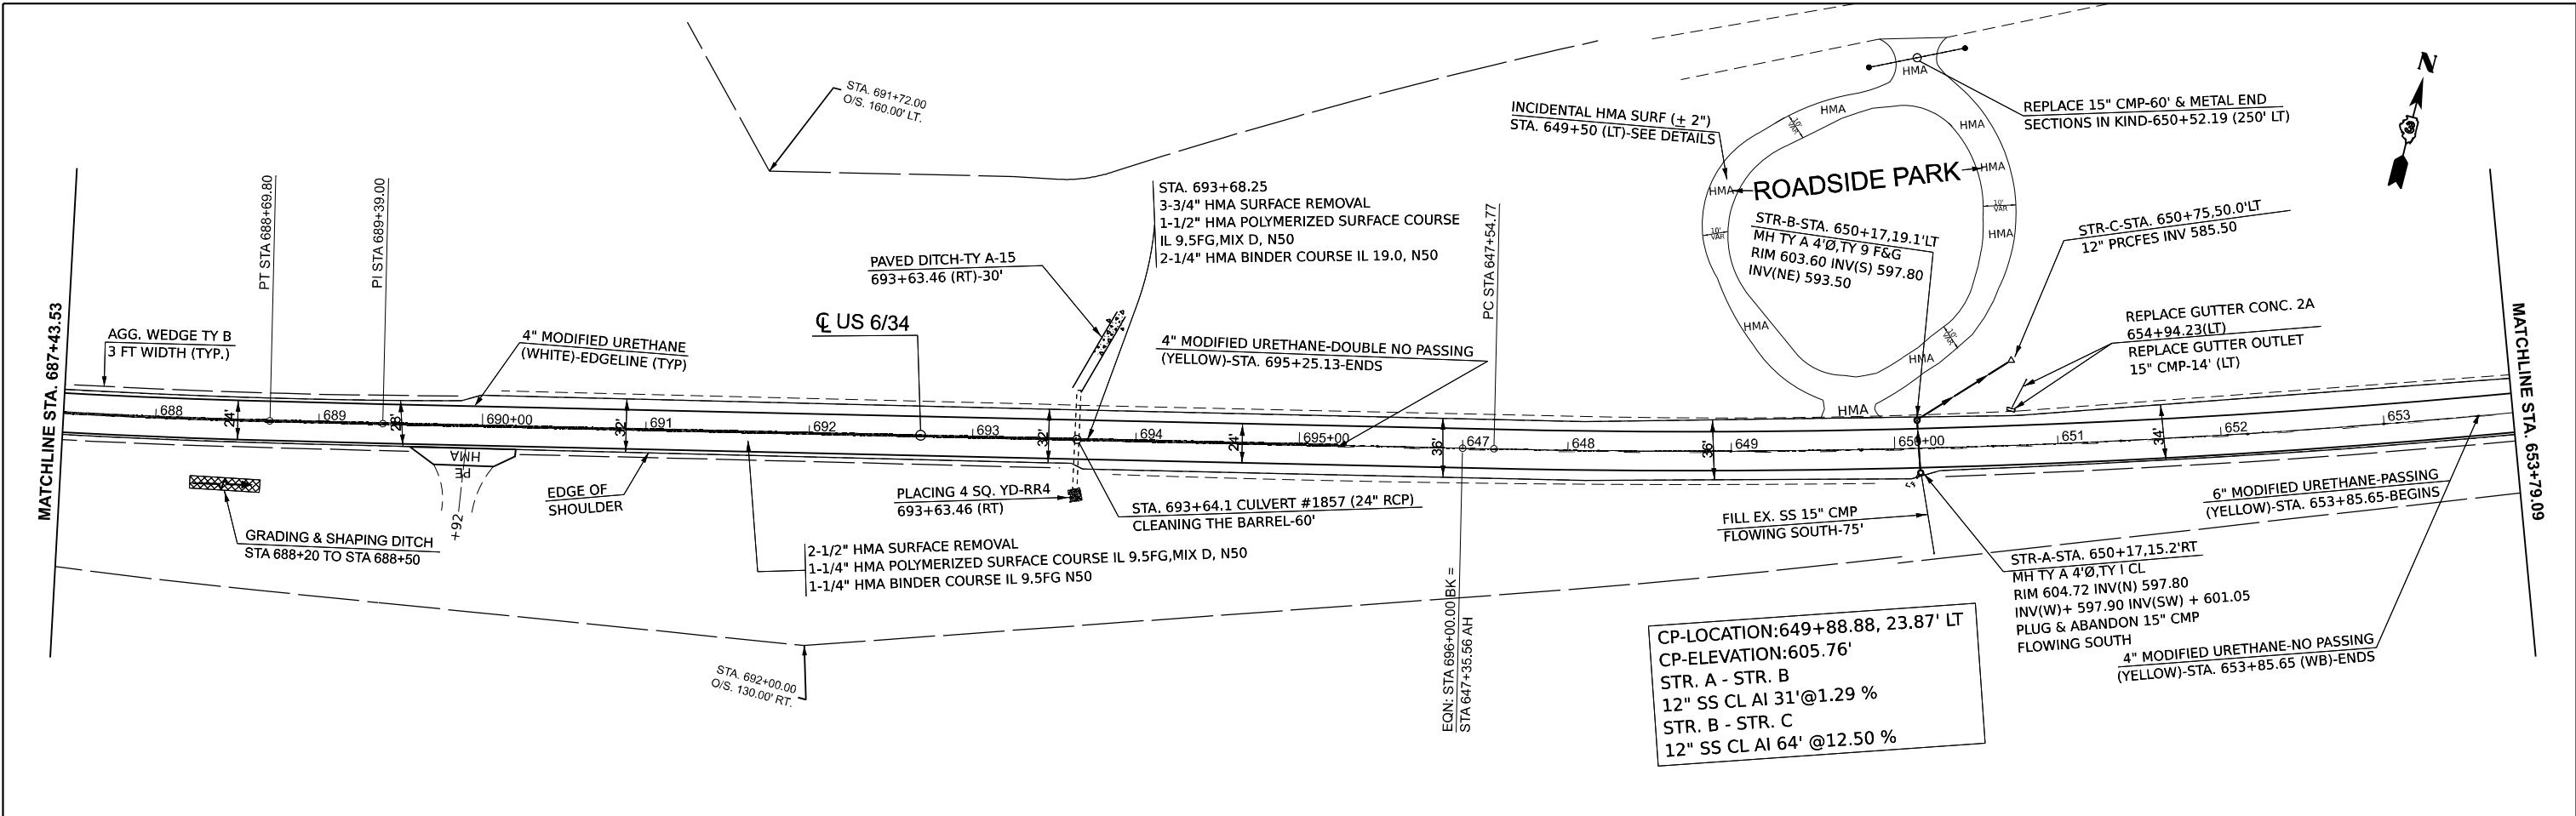 MATCHLINE STA. 687+43.53
AGG. WEDGE TY B
3 FT WIDTH (TYP.)
PT STA 688+69.80
PI STA 689+39.00
4" MODIFIED URETHANE
(WHITE)-EDGELINE (TYP)
STA. 691+72.00
O/S. 160.00' LT.
℄ US 6/34
PAVED DITCH-TY A-15
693+63.46 (RT)-30'
STA. 693+68.25
3-3/4" HMA SURFACE REMOVAL
1-1/2" HMA POLYMERIZED SURFACE COURSE
IL 9.5FG,MIX D, N50
2-1/4" HMA BINDER COURSE IL 19.0, N50
4" MODIFIED URETHANE-DOUBLE NO PASSING
(YELLOW)-STA. 695+25.13-ENDS
PC STA 647+54.77
INCIDENTAL HMA SURF (± 2")
STA. 649+50 (LT)-SEE DETAILS
ROADSIDE PARK
HMA
HMA
HMA
HMA
HMA
HMA
HMA
HMA
HMA
10'
VAR
10'
VAR
10'
VAR
10'
VAR
STR-B-STA. 650+17,19.1'LT
MH TY A 4'Ø,TY 9 F&G
RIM 603.60 INV(S) 597.80
INV(NE) 593.50
REPLACE 15" CMP-60' & METAL END
SECTIONS IN KIND-650+52.19 (250' LT)
N
3
STR-C-STA. 650+75,50.0'LT
12" PRCFES INV 585.50
REPLACE GUTTER CONC. 2A
654+94.23(LT)
REPLACE GUTTER OUTLET
15" CMP-14' (LT)
MATCHLINE STA. 653+79.09
688
24'
689
28'
690+00
32'
691
692
693
32'
694
24'
695+00
36'
647
648
36'
649
650+00
651
34'
652
653
HMA
PE
+92
GRADING & SHAPING DITCH
STA 688+20 TO STA 688+50
EDGE OF
SHOULDER
PLACING 4 SQ. YD-RR4
693+63.46 (RT)
STA. 693+64.1 CULVERT #1857 (24" RCP)
CLEANING THE BARREL-60'
2-1/2" HMA SURFACE REMOVAL
1-1/4" HMA POLYMERIZED SURFACE COURSE IL 9.5FG,MIX D, N50
1-1/4" HMA BINDER COURSE IL 9.5FG N50
STA. 692+00.00
O/S. 130.00' RT.
EQN: STA 696+00.00 BK =
STA 647+35.56 AH
FILL EX. SS 15" CMP
FLOWING SOUTH-75'
6" MODIFIED URETHANE-PASSING
(YELLOW)-STA. 653+85.65-BEGINS
STR-A-STA. 650+17,15.2'RT
MH TY A 4'Ø,TY I CL
RIM 604.72 INV(N) 597.80
INV(W)+ 597.90 INV(SW) + 601.05
PLUG & ABANDON 15" CMP
FLOWING SOUTH
4" MODIFIED URETHANE-NO PASSING
(YELLOW)-STA. 653+85.65 (WB)-ENDS
CP-LOCATION:649+88.88, 23.87' LT
CP-ELEVATION:605.76'
STR. A - STR. B
12" SS CL AI 31'@1.29 %
STR. B - STR. C
12" SS CL AI 64' @12.50 %